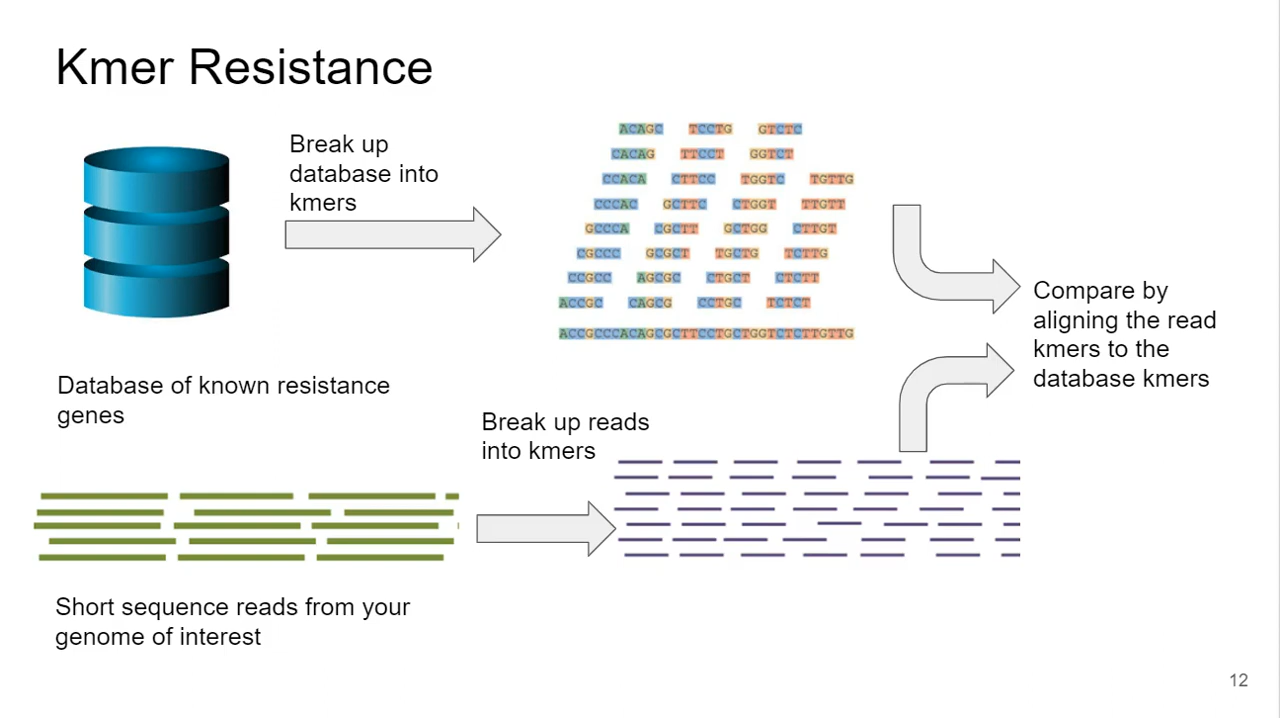 Kmer Resistance
Break up
database into
kmers
ACAGC TCCTG GTCTC
CACAG TTCCT GGTCT
CCACA CTTCC TGGTC TGTTG
CCCAC GCTTC CTGGT TTGTT
GCCCA CGCTT GCTGG CTTGT
CGCCC GCGCT TGCTG TCTTG
CCGCC AGCGC CTGCT CTCTT
ACCGC CAGCG CCTGC TCTCT
ACCGCCCACAGCGCTTCCTGCTGGTCTCTTGTTG
Compare by
aligning the read
kmers to the
database kmers
Database of known resistance
genes
Break up reads
into kmers
Short sequence reads from your
genome of interest
12